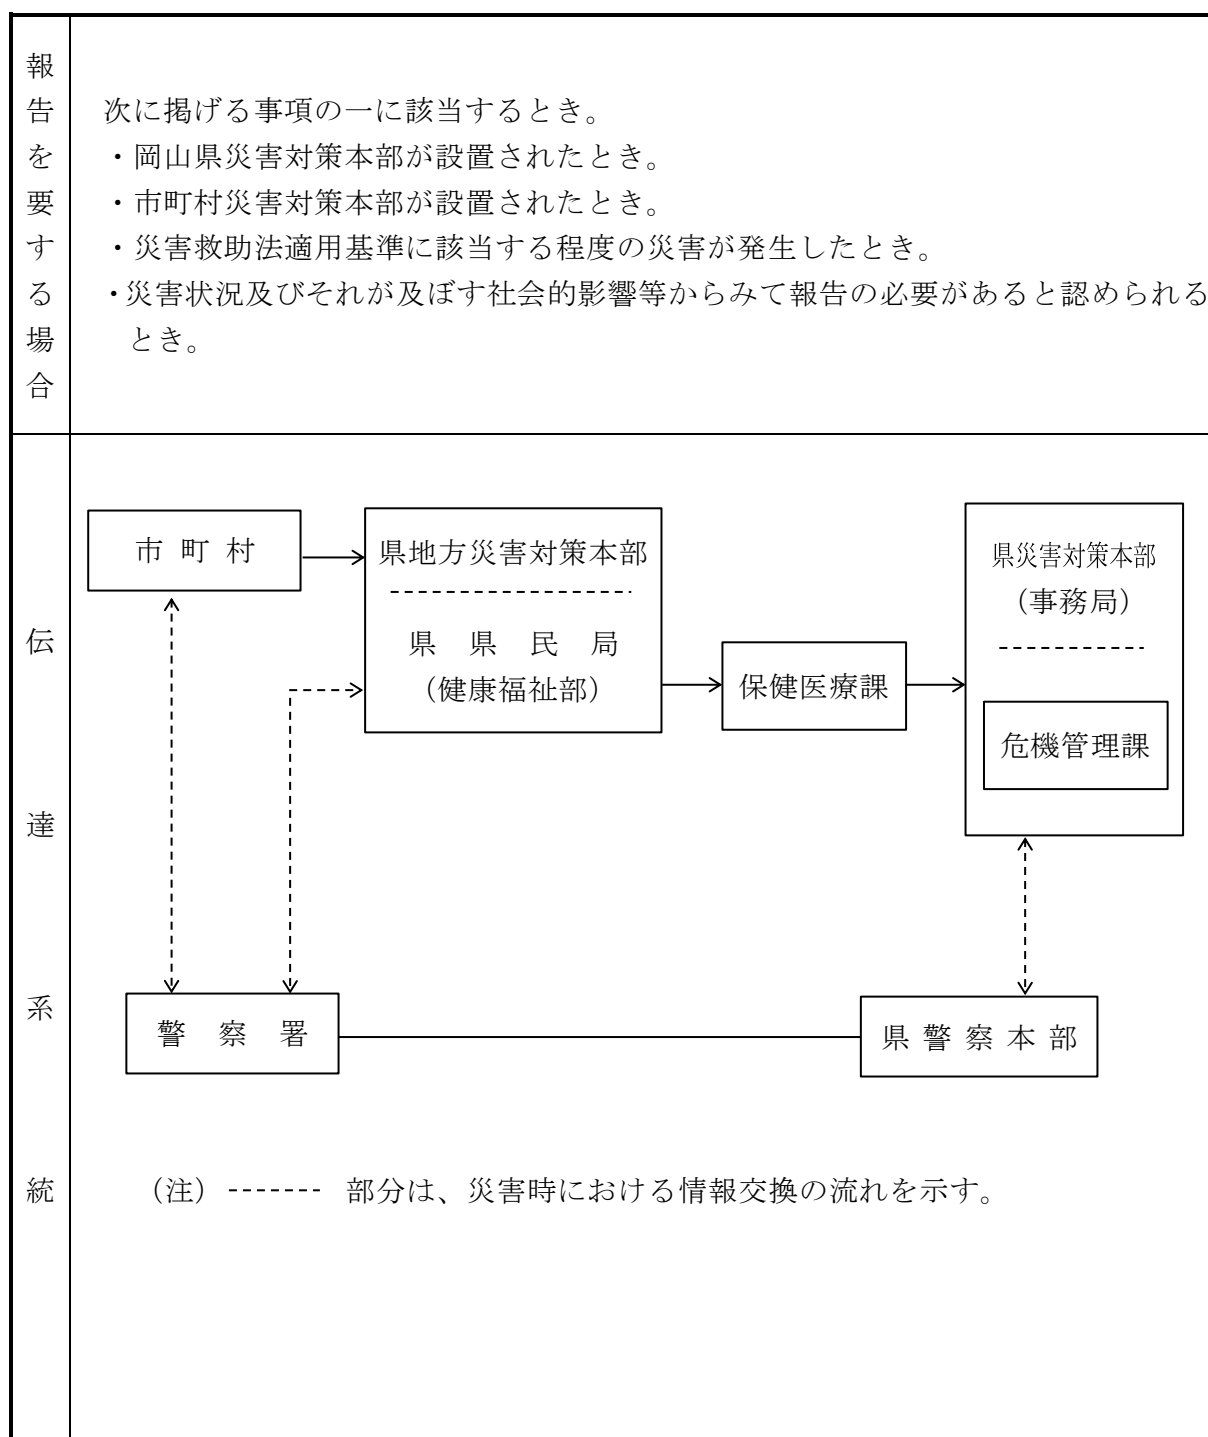 報告を要する場合
次に掲げる事項の一に該当するとき。
・岡山県災害対策本部が設置されたとき。
・市町村災害対策本部が設置されたとき。
・災害救助法適用基準に該当する程度の災害が発生したとき。
・災害状況及びそれが及ぼす社会的影響等からみて報告の必要があると認められる
とき。
伝達系統
市町村
県地方災害対策本部
県県民局
（健康福祉部）
保健医療課
県災害対策本部
（事務局）
危機管理課
警察署
県警察本部
（注）------- 部分は、災害時における情報交換の流れを示す。